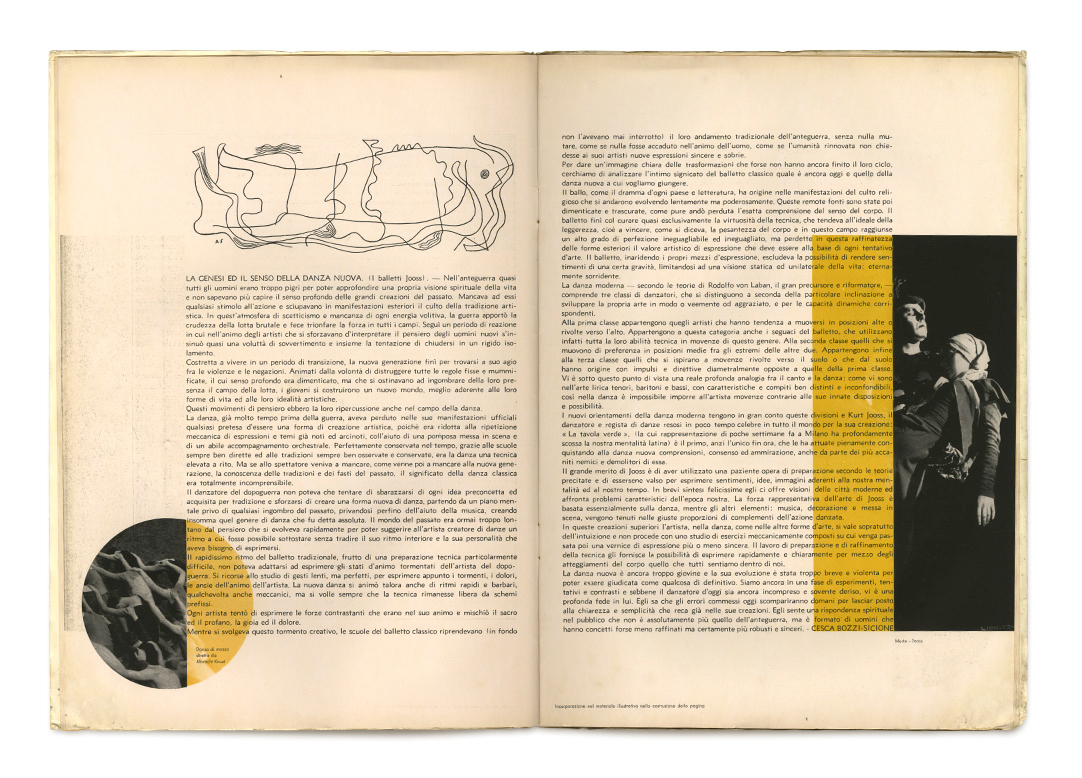 LA GENESI ED IL SENSO DELLA DANZA NUOVA. (I balletti Jooss). — Nell'anteguerra quasi
tutti gli uomini erano troppo pigri per poter approfondire una propria visione spirituale della vita
e non sapevano più capire il senso profondo delle grandi creazioni del passato. Mancava ad essi
qualsiasi stimolo all'azione e sciupavano in manifestazioni esteriori il culto della tradizione arti-
stica. In quest'atmosfera di scetticismo e mancanza di ogni energia volitiva, la guerra apportò la
crudezza della lotta brutale e fece trionfare la forza in tutti i campi. Seguì un periodo di reazione
in cui nell'animo degli artisti che si sforzavano d'interpretare il pensiero degli uomini nuovi s'in-
sinuò quasi una voluttà di sovvertimento e insieme la tentazione di chiudersi in un rigido iso-
lamento.
Costretta a vivere in un periodo di transizione, la nuova generazione finì per trovarsi a suo agio
fra le violenze e le negazioni. Animati dalla volontà di distruggere tutte le regole fisse e mummi-
ficate, il cui senso profondo era dimenticato, ma che si ostinavano ad ingombrare della loro pre-
senza il campo della lotta, i giovani si costruirono un nuovo mondo, meglio aderente alle loro
forme di vita ed alle loro idealità artistiche.
Questi movimenti di pensiero ebbero la loro ripercussione anche nel campo della danza.
La danza, già molto tempo prima della guerra, aveva perduto nelle sue manifestazioni ufficiali
qualsiasi pretesa d'essere una forma di creazione artistica, poichè era ridotta alla ripetizione
meccanica di espressioni e temi già noti ed arcinoti, coll'aiuto di una pomposa messa in scena e
di un abile accompagnamento orchestrale. Perfettamente conservata nel tempo, grazie alle scuole
sempre ben dirette ed alle tradizioni sempre ben osservate e conservate, era la danza una tecnica
elevata a rito. Ma se allo spettatore veniva a mancare, come venne poi a mancare alla nuova gene-
razione, la conoscenza delle tradizioni e dei fasti del passato, il significato della danza classica
era totalmente incomprensibile.
Il danzatore del dopoguerra non poteva che tentare di sbarazzarsi di ogni idea preconcetta ed
acquisita per tradizione e sforzarsi di creare una forma nuova di danza, partendo da un piano men-
tale privo di qualsiasi ingombro del passato, privandosi perfino dell'aiuto della musica, creando
insomma quel genere di danza che fu detta assoluta. Il mondo del passato era ormai troppo lon-
tano dal pensiero che si evolveva rapidamente per poter suggerire all'artista creatore di danze un
ritmo a cui fosse possibile sottostare senza tradire il suo ritmo interiore e la sua personalità che
aveva bisogno di esprimersi.
Il rapidissimo ritmo del balletto tradizionale, frutto di una preparazione tecnica particolarmente
difficile, non poteva adattarsi ad esprimere gli stati d'animo tormentati dell'artista del dopo-
guerra. Si ricorse allo studio di gesti lenti, ma perfetti, per esprimere appunto i tormenti, i dolori,
le ansie dell'animo dell'artista. La nuova danza si animò talora anche di ritmi rapidi e barbari,
qualchevolta anche meccanici, ma si volle sempre che la tecnica rimanesse libera da schemi
prefissi.
Ogni artista tentò di esprimere le forze contrastanti che erano nel suo animo e mischiò il sacro
ed il profano, la gioia ed il dolore.
Mentre si svolgeva questo tormento creativo, le scuole del balletto classico riprendevano (in fondo
Danza di masse
diretta da
Albrecht Knust
non l'avevano mai interrotto) il loro andamento tradizionale dell'anteguerra, senza nulla mu-
tare, come se nulla fosse accaduto nell'animo dell'uomo, come se l'umanità rinnovata non chie-
desse ai suoi artisti nuove espressioni sincere e sobrie.
Per dare un'immagine chiara delle trasformazioni che forse non hanno ancora finito il loro ciclo,
cerchiamo di analizzare l'intimo signicato del balletto classico quale è ancora oggi e quello della
danza nuova a cui vogliamo giungere.
Il ballo, come il dramma d'ogni paese e letteratura, ha origine nelle manifestazioni del culto reli-
gioso che si andarono evolvendo lentamente ma poderosamente. Queste remote fonti sono state poi
dimenticate e trascurate, come pure andò perduta l'esatta comprensione del senso del corpo. Il
balletto finì col curare quasi esclusivamente la virtuosità della tecnica, che tendeva all'ideale della
leggerezza, cioè a vincere, come si diceva, la pesantezza del corpo e in questo campo raggiunse
un alto grado di perfezione ineguagliabile ed ineguagliato, ma perdette in questa raffinatezza
delle forme esteriori il valore artistico di espressione che deve essere alla base di ogni tentativo
d'arte. Il balletto, inaridendo i propri mezzi d'espressione, escludeva la possibilità di rendere sen-
timenti di una certa gravità, limitandosi ad una visione statica ed unilaterale della vita: eterna-
mente sorridente.
La danza moderna — secondo le teorie di Rodolfo von Laban, il gran precursore e riformatore, —
comprende tre classi di danzatori, che si distinguono a seconda della particolare inclinazione a
sviluppare la propria arte in modo o veemente od aggraziato, e per le capacità dinamiche corri-
spondenti.
Alla prima classe appartengono quegli artisti che hanno tendenza a muoversi in posizioni alte o
rivolte verso l'alto. Appartengono a questa categoria anche i seguaci del balletto, che utilizzano
infatti tutta la loro abilità tecnica in movenze di questo genere. Alla seconda classe quelli che si
muovono di preferenza in posizioni medie fra gli estremi delle altre due. Appartengono infine
alla terza classe quelli che si ispirano a movenze rivolte verso il suolo o che dal suolo
hanno origine con impulsi e direttive diametralmente opposte a quelle della prima classe.
Vi è sotto questo punto di vista una reale profonda analogia fra il canto e la danza: come vi sono
nell'arte lirica tenori, baritoni e bassi, con caratteristiche e compiti ben distinti e inconfondibili,
così nella danza è impossibile imporre all'artista movenze contrarie alle sue innate disposizioni
e possibilità.
I nuovi orientamenti della danza moderna tengono in gran conto queste divisioni e Kurt Jooss, il
danzatore e regista di danze resosi in poco tempo celebre in tutto il mondo per la sua creazione:
« La tavola verde », (la cui rappresentazione di poche settimane fa a Milano ha profondamente
scossa la nostra mentalità latina) è il primo, anzi l'unico fin ora, che le ha attuate pienamente con-
quistando alla danza nuova comprensioni, consenso ed ammirazione, anche da parte dei più acca-
niti nemici e demolitori di essa.
Il grande merito di Jooss è di aver utilizzato una paziente opera di preparazione secondo le teorie
precitate e di essersene valso per esprimere sentimenti, idee, immagini aderenti alla nostra men-
talità ed al nostro tempo. In brevi sintesi felicissime egli ci offre visioni delle città moderne ed
affronta problemi caratteristici dell'epoca nostra. La forza rappresentativa dell'arte di Jooss è
basata essenzialmente sulla danza, mentre gli altri elementi: musica, decorazione e messa in
scena, vengono tenuti nelle giuste proporzioni di complementi dell'azione danzata.
In queste creazioni superiori l'artista, nella danza, come nelle altre forme d'arte, si vale sopratutto
dell'intuizione e non procede con uno studio di esercizi meccanicamente composti su cui venga pas-
sata poi una vernice di espressione più o meno sincera. Il lavoro di preparazione e di raffinamento
della tecnica gli fornisce la possibilità di esprimere rapidamente e chiaramente per mezzo degli
atteggiamenti del corpo quello che tutti sentiamo dentro di noi.
La danza nuova è ancora troppo giovine e la sua evoluzione è stata troppo breve e violenta per
poter essere giudicata come qualcosa di definitivo. Siamo ancora in una fase di esperimenti, ten-
tativi e contrasti e sebbene il danzatore d'oggi sia ancora incompreso e sovente deriso, vi è una
profonda fede in lui. Egli sa che gli errori commessi oggi scompariranno domani per lasciar posto
alla chiarezza e semplicità che reca già nelle sue creazioni. Egli sente una rispondenza spirituale
nel pubblico che non è assolutamente più quello dell'anteguerra, ma è formato di uomini che
hanno concetti forse meno raffinati ma certamente più robusti e sinceri. - CESCA BOZZI-SICIONE
Morte - Jooss
Incorporazione nel materiale illustrativo nella costruzione della pagina